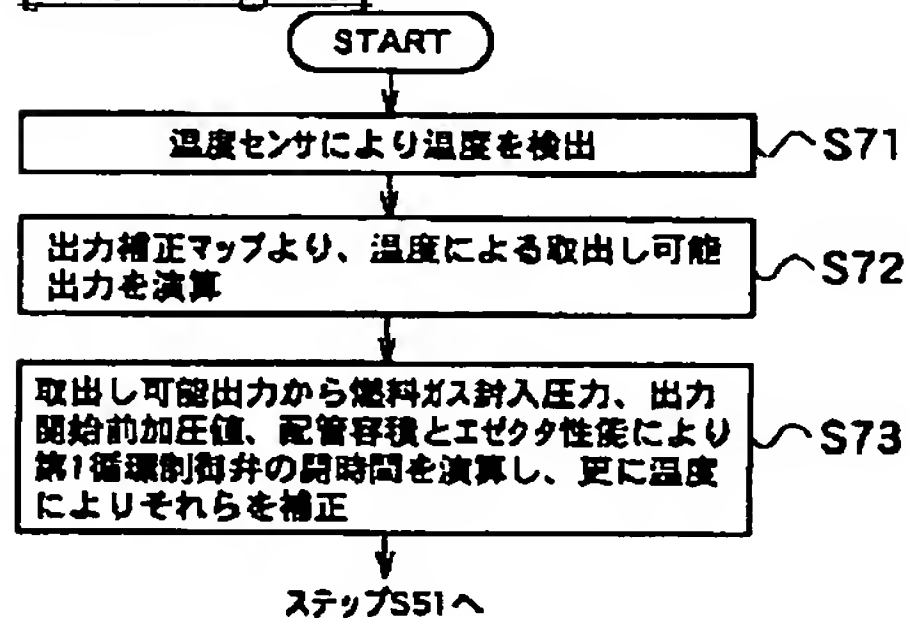 START
温度センサにより温度を検出
S71
出力補正マップより、温度による取出し可能
出力を演算
S72
取出し可能出力から燃料ガス封入圧力、出力
開始前加圧値、配管容積とエゼクタ性能により
第1循環制御弁の閉時間を演算し、更に温度
によりそれらを補正
S73
ステップS51へ